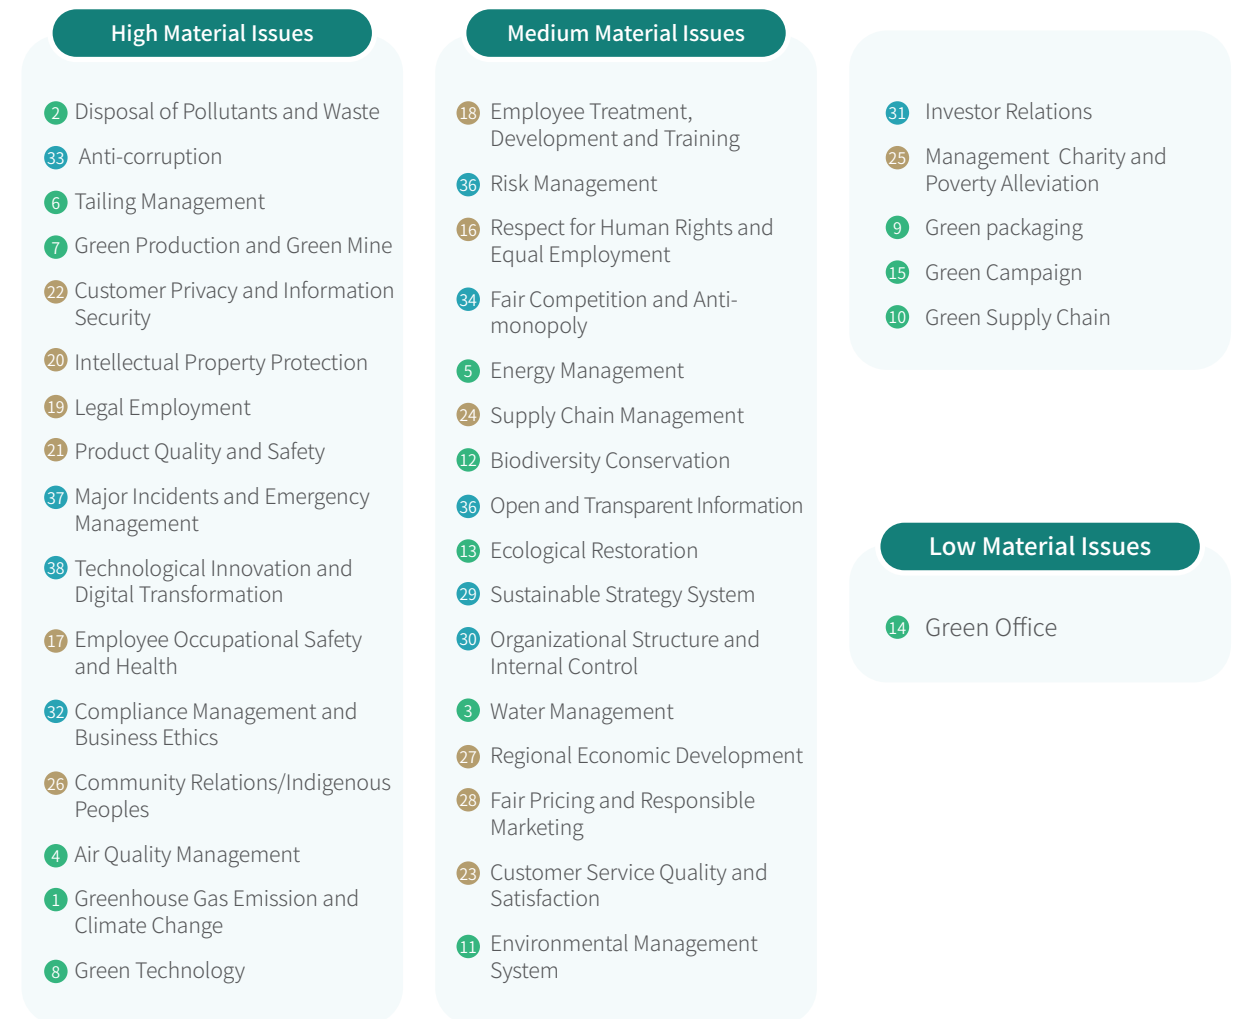 High Material Issues
2 Disposal of Pollutants and Waste
33 Anti-corruption
6 Tailing Management
7 Green Production and Green Mine
22 Customer Privacy and Information
Security
20 Intellectual Property Protection
19 Legal Employment
21 Product Quality and Safety
37 Major Incidents and Emergency
Management
38 Technological Innovation and
Digital Transformation
17 Employee Occupational Safety
and Health
32 Compliance Management and
Business Ethics
26 Community Relations/Indigenous
Peoples
4 Air Quality Management
1 Greenhouse Gas Emission and
Climate Change
8 Green Technology
Medium Material Issues
18 Employee Treatment,
Development and Training
36 Risk Management
16 Respect for Human Rights and
Equal Employment
34 Fair Competition and Anti-
monopoly
5 Energy Management
24 Supply Chain Management
12 Biodiversity Conservation
36 Open and Transparent Information
13 Ecological Restoration
29 Sustainable Strategy System
30 Organizational Structure and
Internal Control
3 Water Management
27 Regional Economic Development
28 Fair Pricing and Responsible
Marketing
23 Customer Service Quality and
Satisfaction
11 Environmental Management
System
31 Investor Relations
25 Management Charity and
Poverty Alleviation
9 Green packaging
15 Green Campaign
10 Green Supply Chain
Low Material Issues
14 Green Office